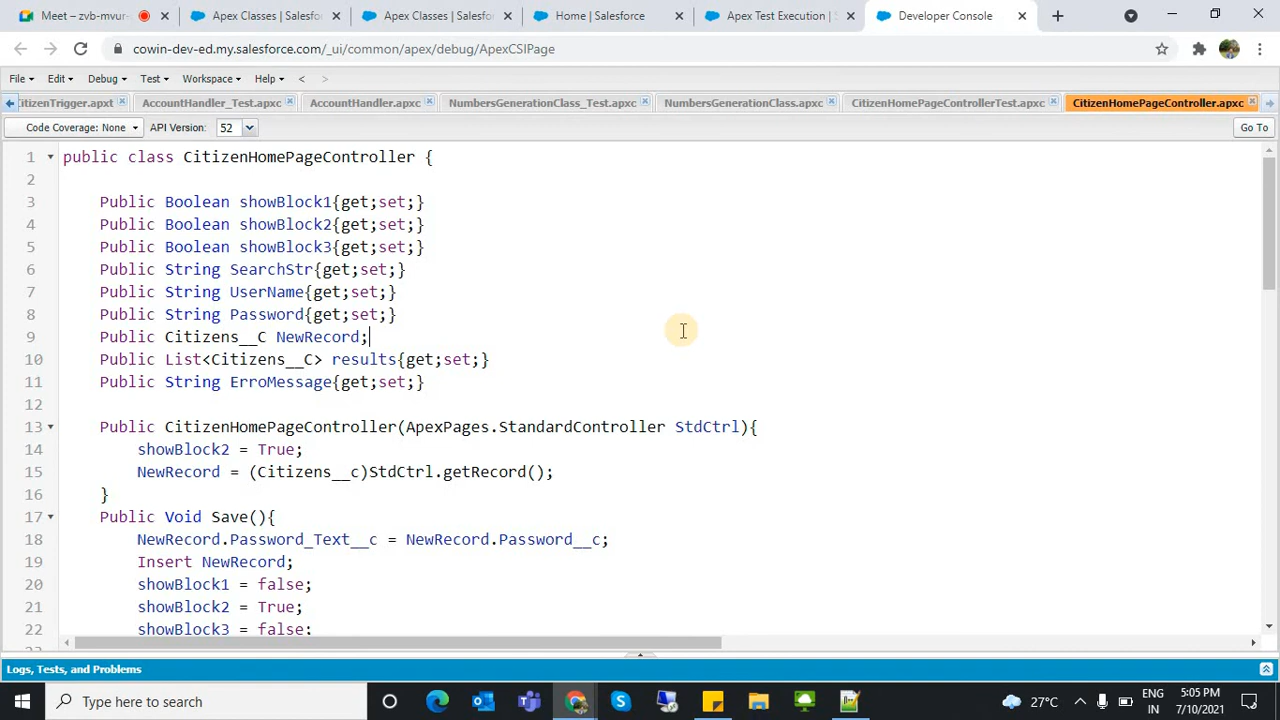 Meet – zvb-mvur-
Apex Classes | Salesfo
Apex Classes | Salesfo
Home | Salesforce
Apex Test Execution | S
Developer Console
cowin-dev-ed.my.salesforce.com/_ui/common/apex/debug/ApexCSIPage
File Edit Debug Test Workspace Help < >
CitizenTrigger.apxt AccountHandler_Test.apxc AccountHandler.apxc NumbersGenerationClass_Test.apxc NumbersGenerationClass.apxc CitizenHomePageControllerTest.apxc CitizenHomePageController.apxc
Code Coverage: None API Version: 52 Go To
1 public class CitizenHomePageController {
2
3 Public Boolean showBlock1{get;set;}
4 Public Boolean showBlock2{get;set;}
5 Public Boolean showBlock3{get;set;}
6 Public String SearchStr{get;set;}
7 Public String UserName{get;set;}
8 Public String Password{get;set;}
9 Public Citizens__C NewRecord;
10 Public List<Citizens__C> results{get;set;}
11 Public String ErroMessage{get;set;}
12
13 Public CitizenHomePageController(ApexPages.StandardController StdCtrl){
14 showBlock2 = True;
15 NewRecord = (Citizens__c)StdCtrl.getRecord();
16 }
17 Public Void Save(){
18 NewRecord.Password_Text__c = NewRecord.Password__c;
19 Insert NewRecord;
20 showBlock1 = false;
21 showBlock2 = True;
22 showBlock3 = false;
Logs, Tests, and Problems
Type here to search
27°C
ENG
IN
5:05 PM
7/10/2021